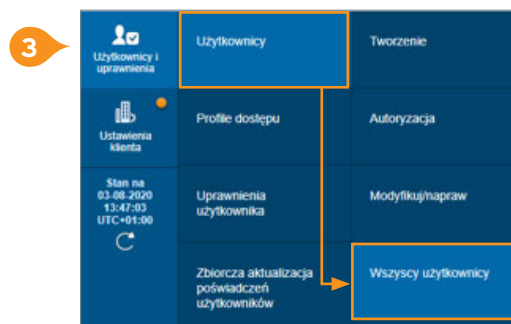 3
Użytkownicy i
uprawnienia
Ustawienia
klienta
Stan na
03-08-2020
13:47:03
UTC+01:00
Użytkownicy
Profile dostępu
Uprawnienia
użytkownika
Zbiorcza aktualizacja
poświadczeń
użytkowników
Tworzenie
Autoryzacja
Modyfikuj/napraw
Wszyscy użytkownicy